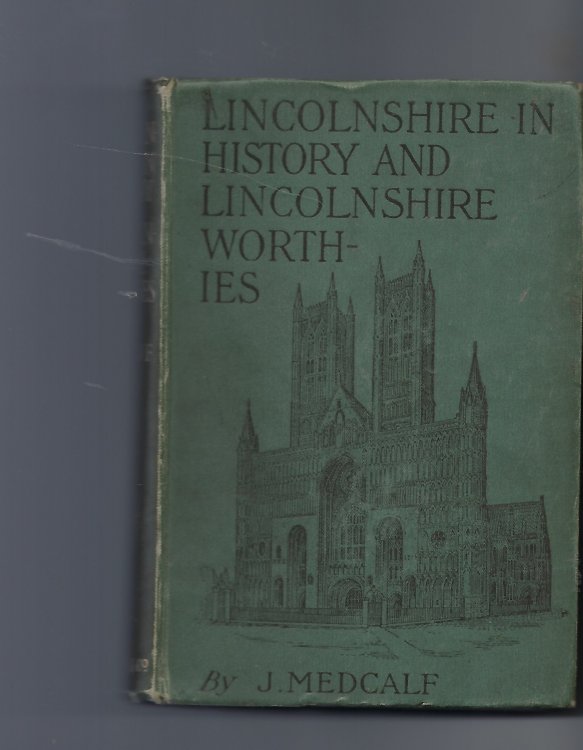 LINCOLNSHIRE IN
HISTORY AND
LINCOLNSHIRE
WORTH-
IES
By J. MEDCALF